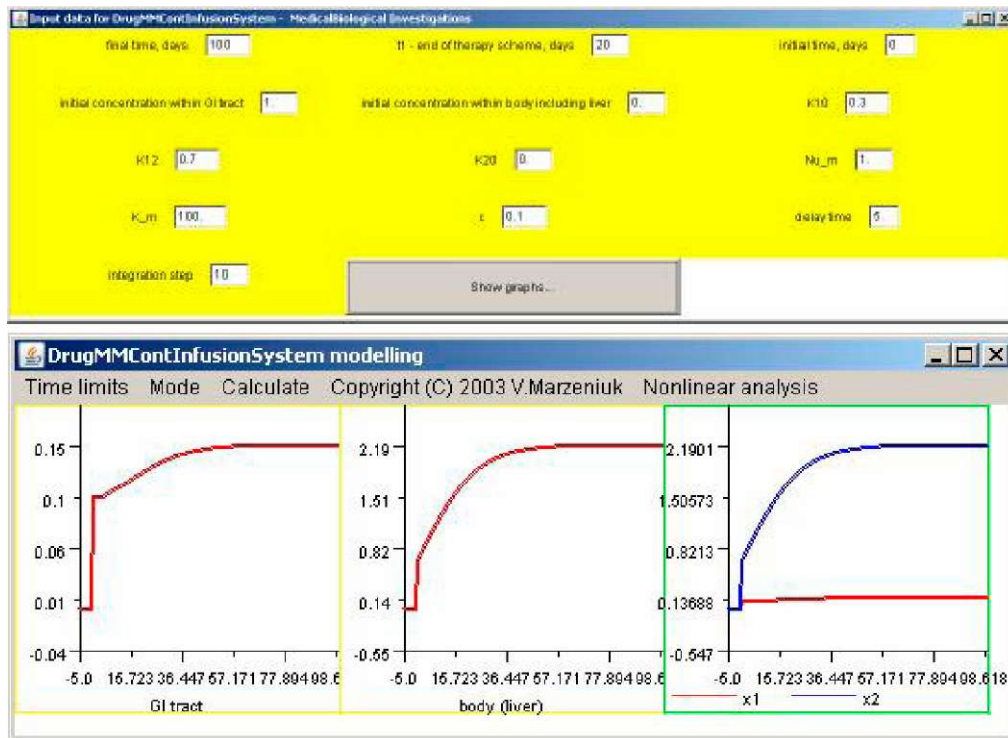 Input data for DrugMMContInfusionSystem - MedicalBiological Investigations
final time, days 100 t1 - end of therapy scheme, days 20 initial time, days 0
initial concentration within GI tract 1. initial concentration within body including liver 0. K10 0.3
K12 0.7 K20 0. Nu_m 1.
K_m 100. c 0.1 delay time 5.
integration step 10 Show graphs...
DrugMMContInfusionSystem modelling
Time limits Mode Calculate Copyright (C) 2003 V.Marzeniuk Nonlinear analysis
0.15 2.19 2.1901
0.1 1.51 1.50573
0.06 0.82 0.8213
0.01 0.14 0.13688
-0.04 -0.55 -0.547
-5.0 15.723 36.447 57.171 77.894 98.6 -5.0 15.723 36.447 57.171 77.894 98.6 -5.0 15.723 36.447 57.171 77.894 98.618
GI tract body (liver) x1 x2